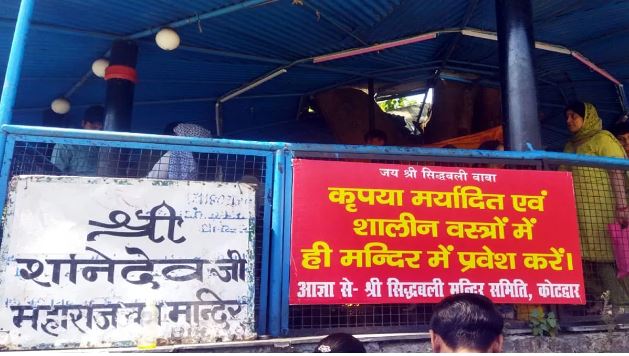 श्री
शनिदेव जी
महाराज का मन्दिर
जय श्री सिद्धबली बाबा
कृपया मर्यादित एवं
शालीन वस्त्रों में
ही मन्दिर में प्रवेश करें।
आज्ञा से- श्री सिद्धबली मन्दिर समिति, कोटद्वार